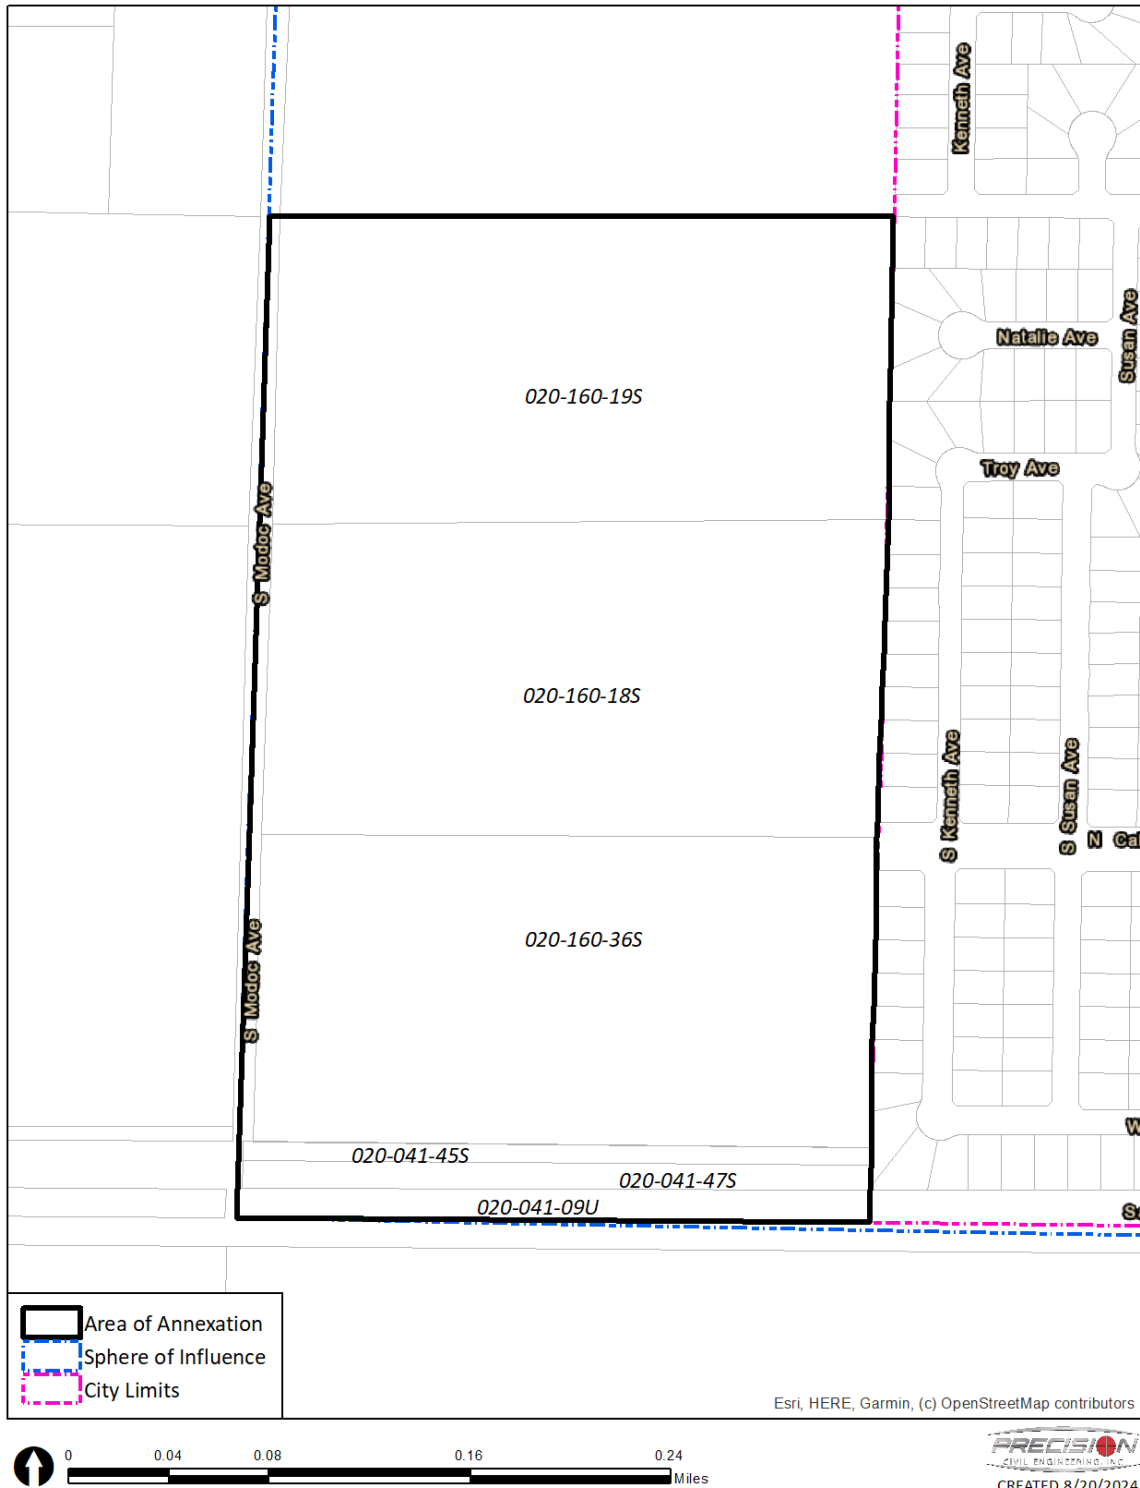 Kenneth Ave
Susan Ave
Natalie Ave
020-160-19S
Troy Ave
S Modoc Ave
020-160-18S
S Kenneth Ave
S Susan Ave
N Cal
020-160-36S
S Modoc Ave
W
020-041-45S
020-041-47S
020-041-09U
Sa
Area of Annexation
Sphere of Influence
City Limits
Esri, HERE, Garmin, (c) OpenStreetMap contributors
0 0.04 0.08 0.16 0.24
Miles
PRECISION
CIVIL ENGINEERING, INC.
CREATED 8/20/2024